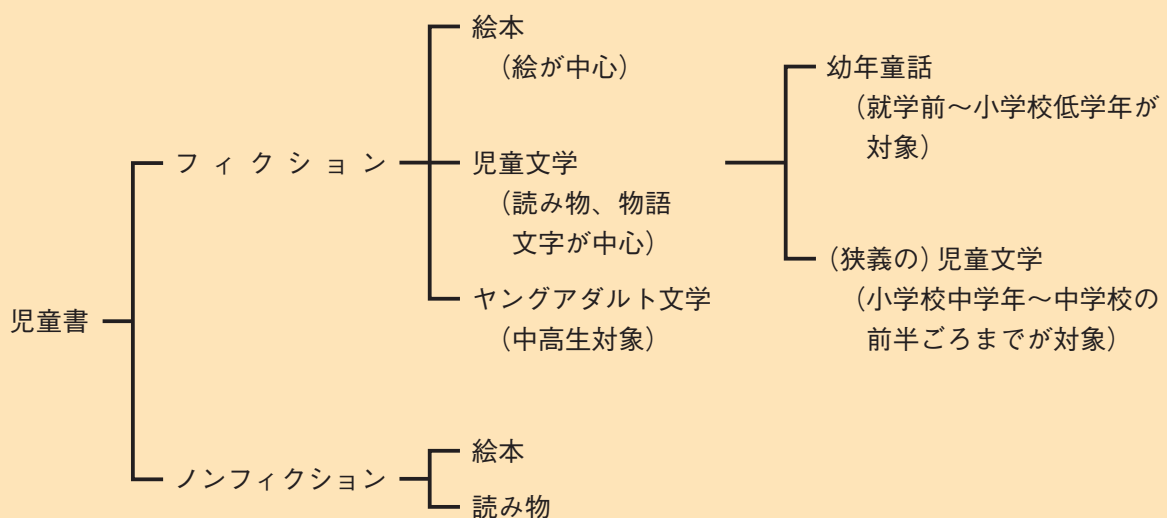 児童書
フィクション
絵本
（絵が中心）
児童文学
（読み物、物語
文字が中心）
幼年童話
（就学前～小学校低学年が
対象）
（狭義の）児童文学
（小学校中学年～中学校の
前半ごろまでが対象）
ヤングアダルト文学
（中高生対象）
ノンフィクション
絵本
読み物